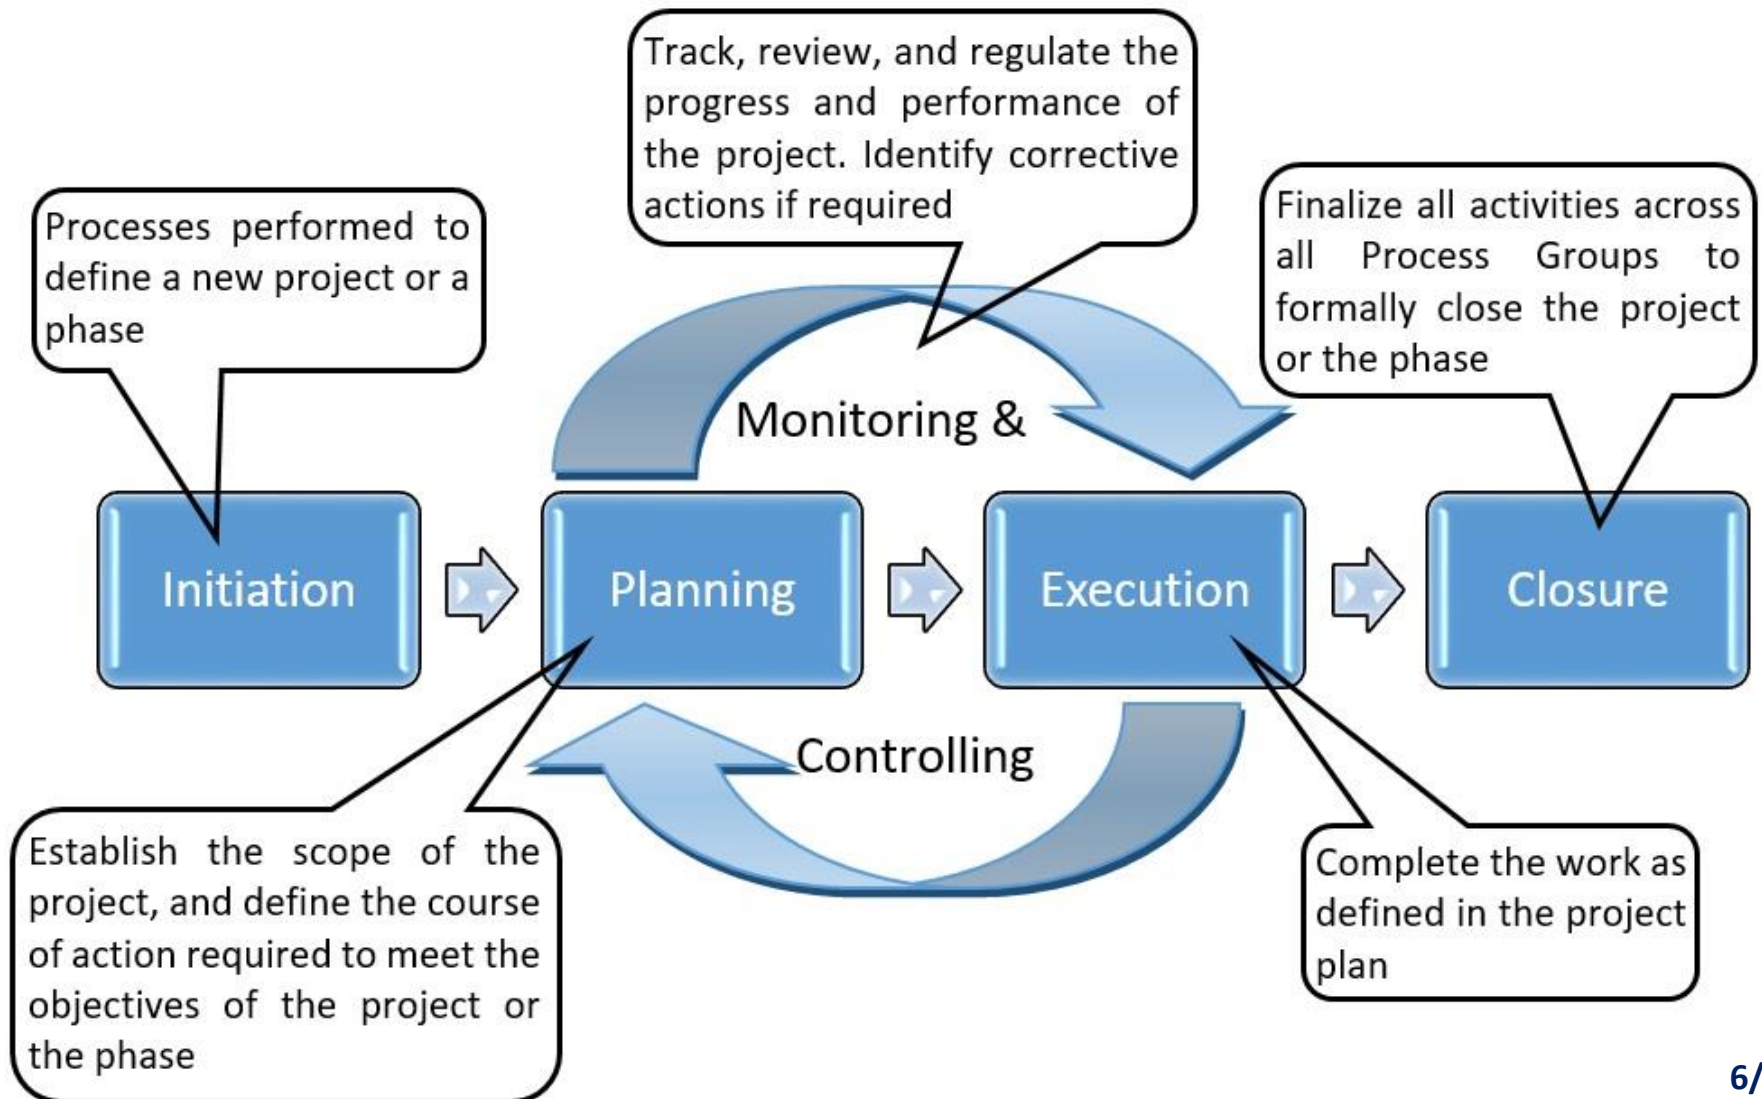 Track, review, and regulate the
progress and performance of
the project. Identify corrective
actions if required
Processes performed to
define a new project or a
phase
Finalize all activities across
all Process Groups to
formally close the project
or the phase
Monitoring &
Initiation
Planning
Execution
Closure
Controlling
Establish the scope of the
project, and define the course
of action required to meet the
objectives of the project or
the phase
Complete the work as
defined in the project
plan
6/